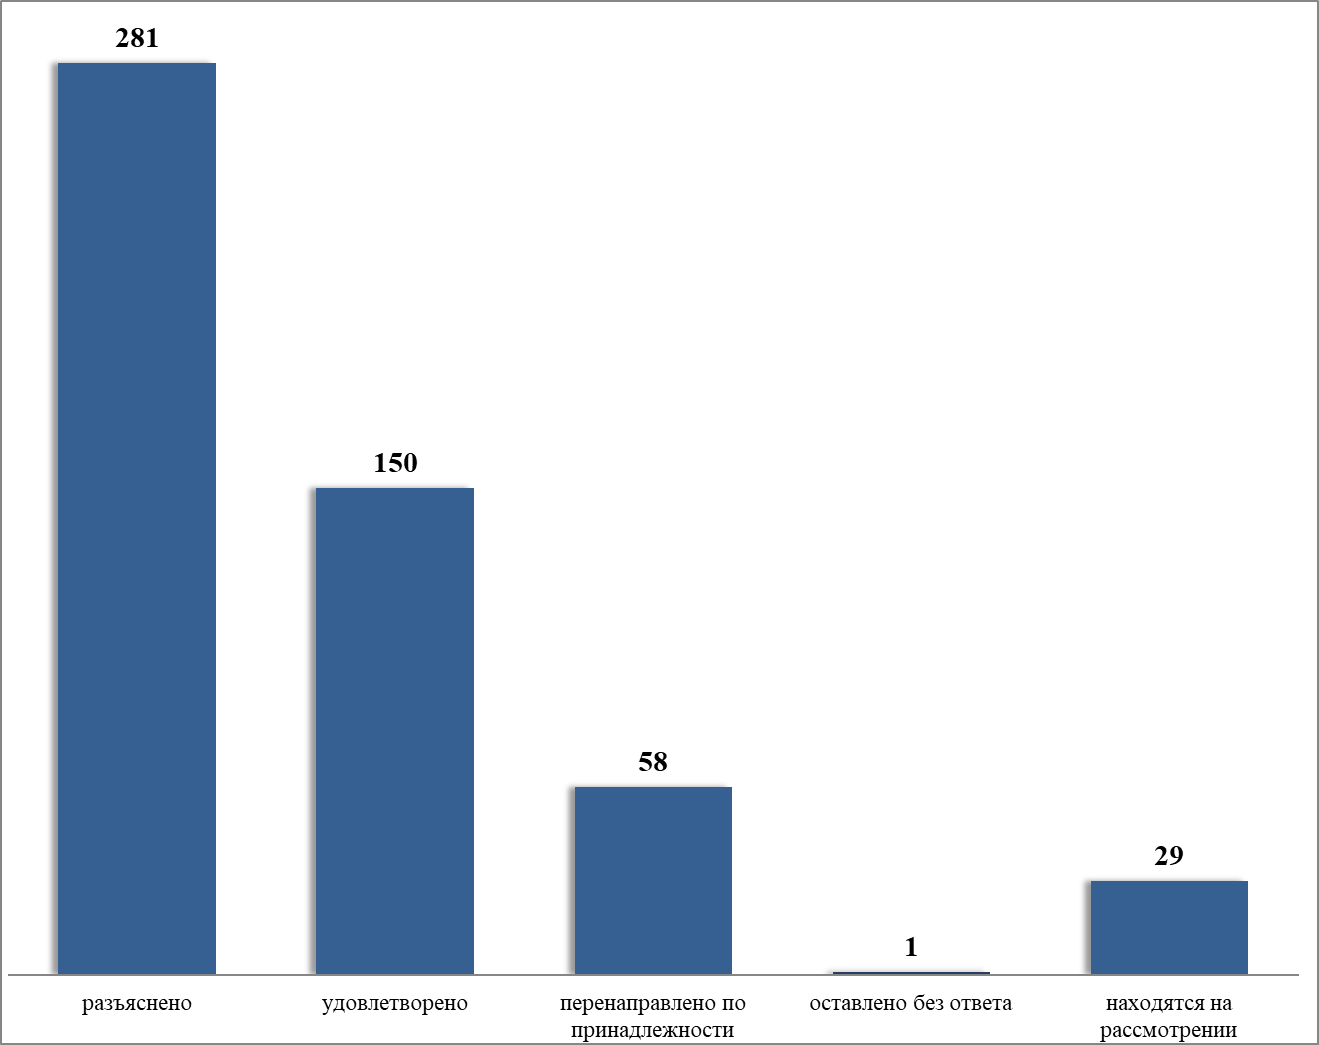 281
150
58
1
29
разъяснено
удовлетворено
перенаправлено по
принадлежности
оставлено без ответа
находятся на
рассмотрении